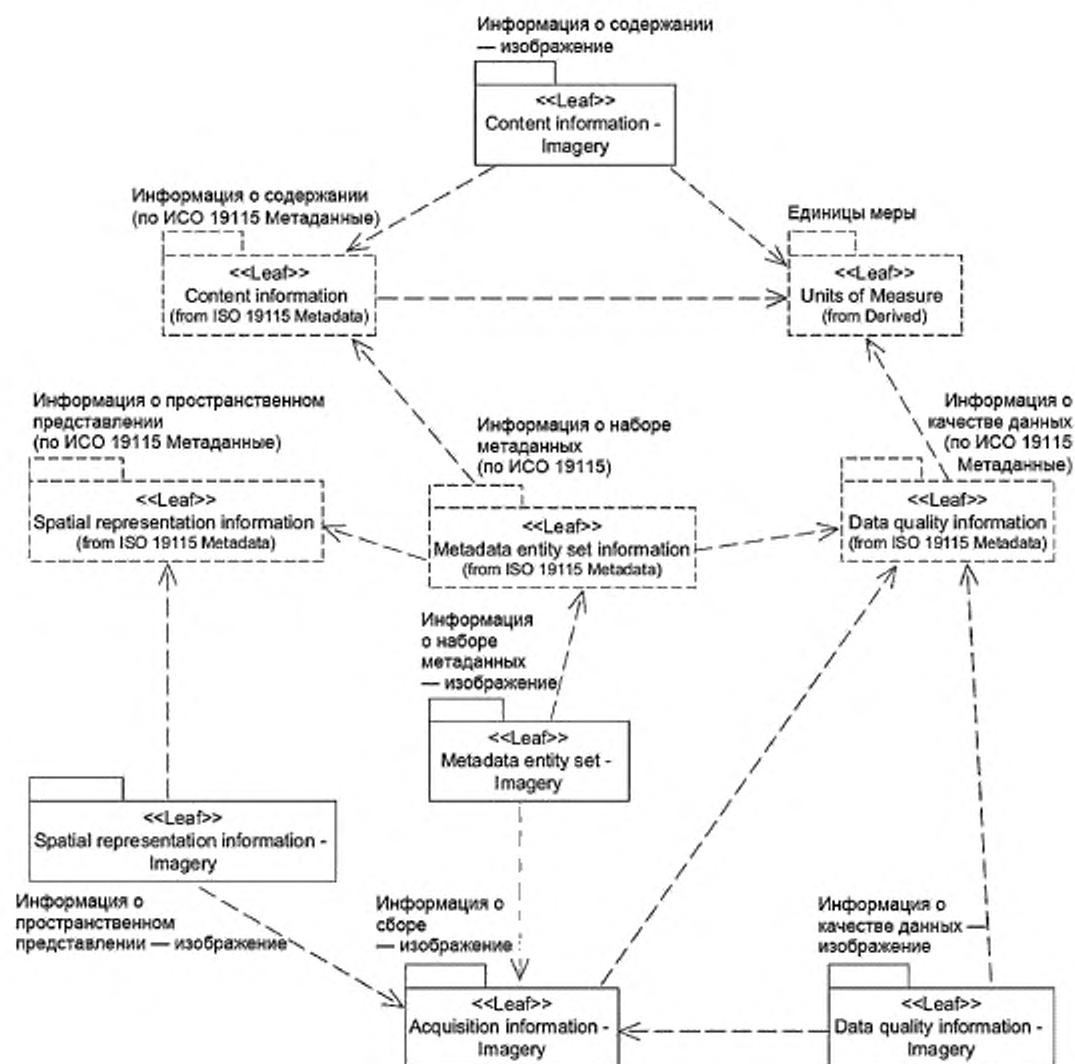 Информация о содержании
— изображение
<<Leaf>>
Content information -
Imagery
Информация о содержании
(по ИСО 19115 Метаданные)
<<Leaf>>
Content information
(from ISO 19115 Metadata)
Единицы меры
<<Leaf>>
Units of Measure
(from Derived)
Информация о пространственном
представлении
(по ИСО 19115 Метаданные)
<<Leaf>>
Spatial representation information
(from ISO 19115 Metadata)
Информация о наборе
метаданных
(по ИСО 19115)
<<Leaf>>
Metadata entity set information
(from ISO 19115 Metadata)
Информация о
качестве данных
(по ИСО 19115
Метаданные)
<<Leaf>>
Data quality information
(from ISO 19115 Metadata)
Информация
о наборе
метаданных
— изображение
<<Leaf>>
Metadata entity set -
Imagery
<<Leaf>>
Spatial representation information -
Imagery
Информация о
пространственном
представлении — изображение
Информация о
сборе
— изображение
<<Leaf>>
Acquisition information -
Imagery
Информация о
качестве данных —
изображение
<<Leaf>>
Data quality information -
Imagery